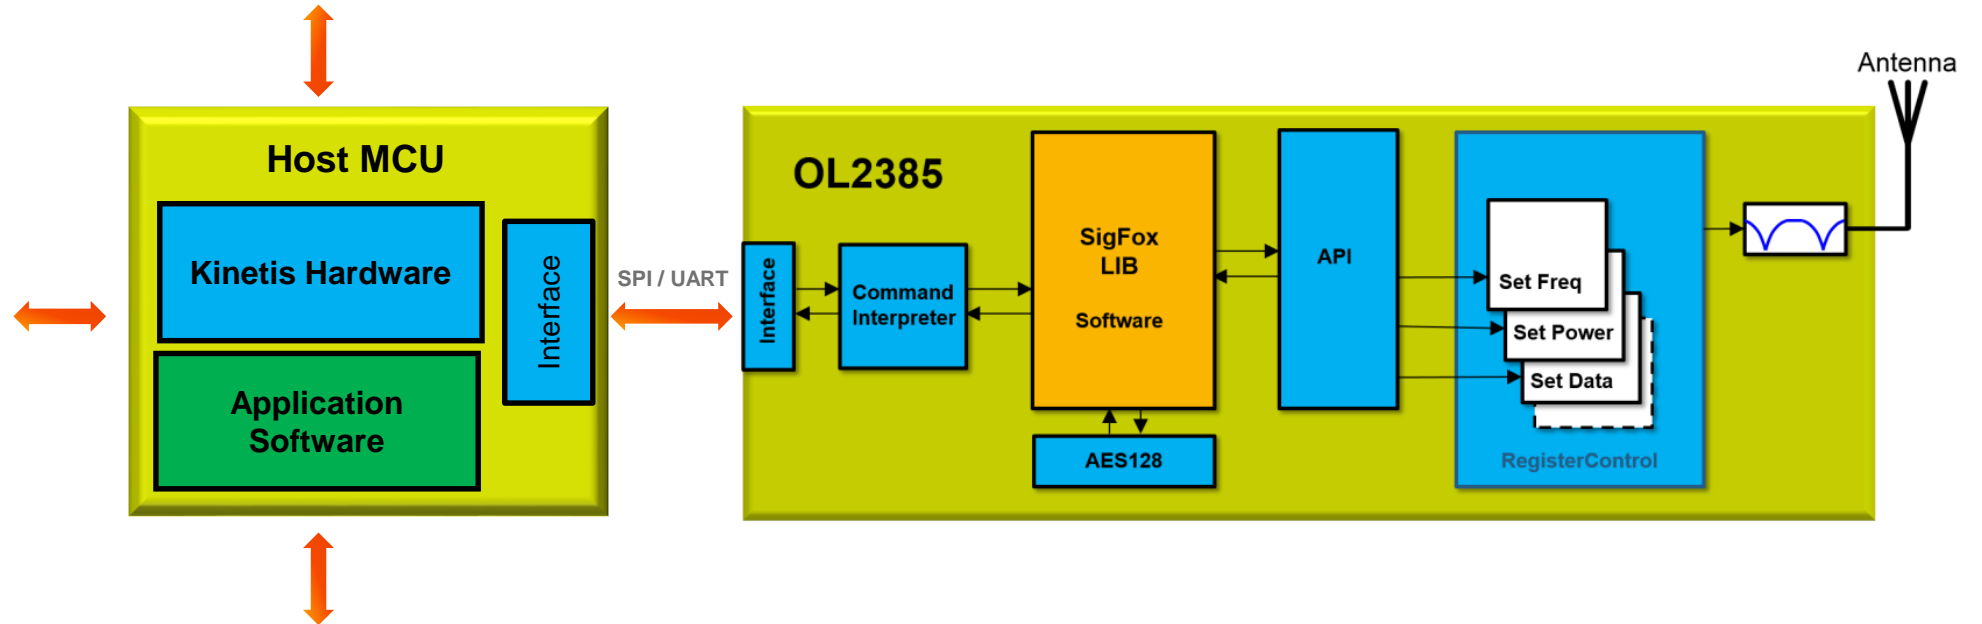 Antenna
Host MCU
Kinetis Hardware
Application
Software
Interface
SPI / UART
OL2385
Interface
Command
Interpreter
SigFox
LIB
Software
AES128
API
Set Freq
Set Power
Set Data
RegisterControl